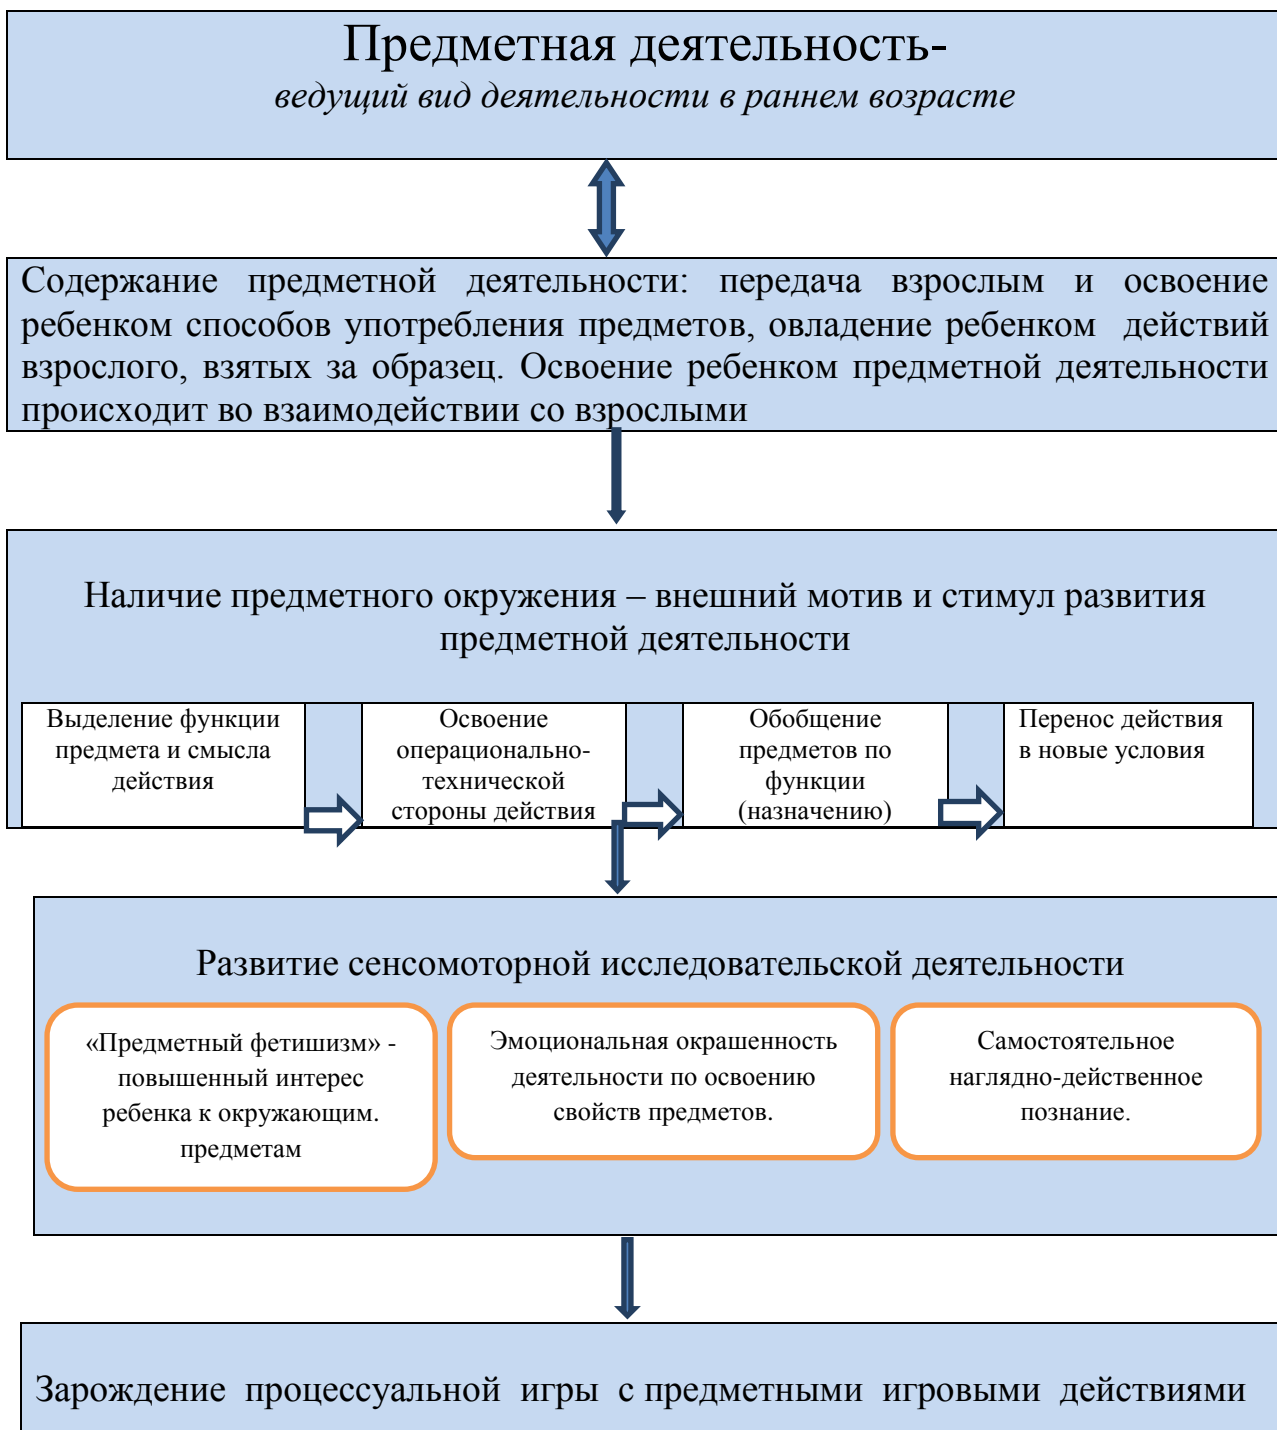 Предметная деятельность-
ведущий вид деятельности в раннем возрасте
Содержание предметной деятельности: передача взрослым и освоение
ребенком способов употребления предметов, овладение ребенком действий
взрослого, взятых за образец. Освоение ребенком предметной деятельности
происходит во взаимодействии со взрослыми
Наличие предметного окружения – внешний мотив и стимул развития
предметной деятельности
Выделение функции
предмета и смысла
действия
Освоение
операционально-
технической
стороны действия
Обобщение
предметов по
функции
(назначению)
Перенос действия
в новые условия
Развитие сенсомоторной исследовательской деятельности
«Предметный фетишизм» -
повышенный интерес
ребенка к окружающим.
предметам
Эмоциональная окрашенность
деятельности по освоению
свойств предметов.
Самостоятельное
наглядно-действенное
познание.
Зарождение процессуальной игры с предметными игровыми действиями